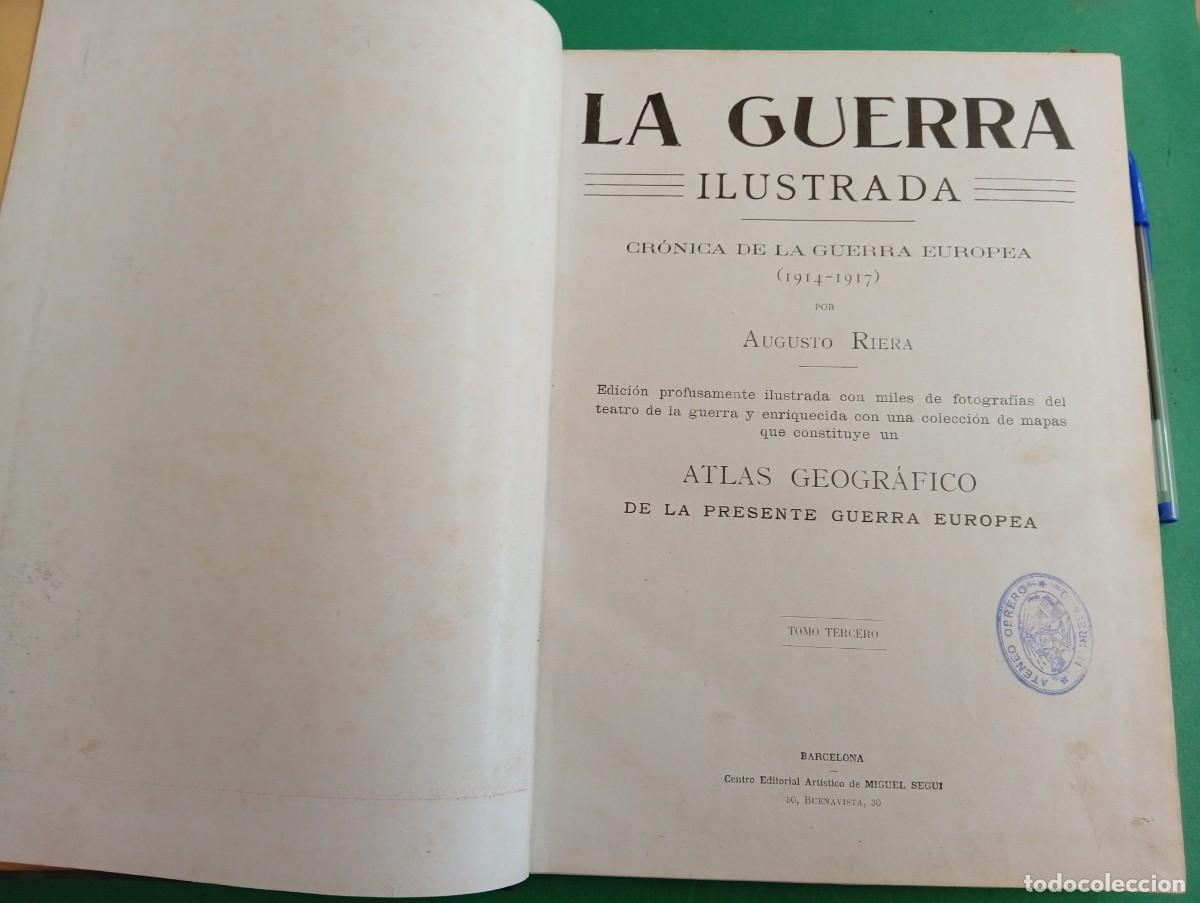 LA GUERRA
ILUSTRADA
CRÓNICA DE LA GUERRA EUROPEA
(1914-1917)
POR
AUGUSTO RIERA
Edición profusamente ilustrada con miles de fotografías del
teatro de la guerra y enriquecida con una colección de mapas
que constituye un
ATLAS GEOGRÁFICO
DE LA PRESENTE GUERRA EUROPEA
TOMO TERCERO
ATENEO OBRERO
BARCELONA
Centro Editorial Artístico de MIGUEL SEGUÍ
30, BUENAVISTA, 30
todocoleccion